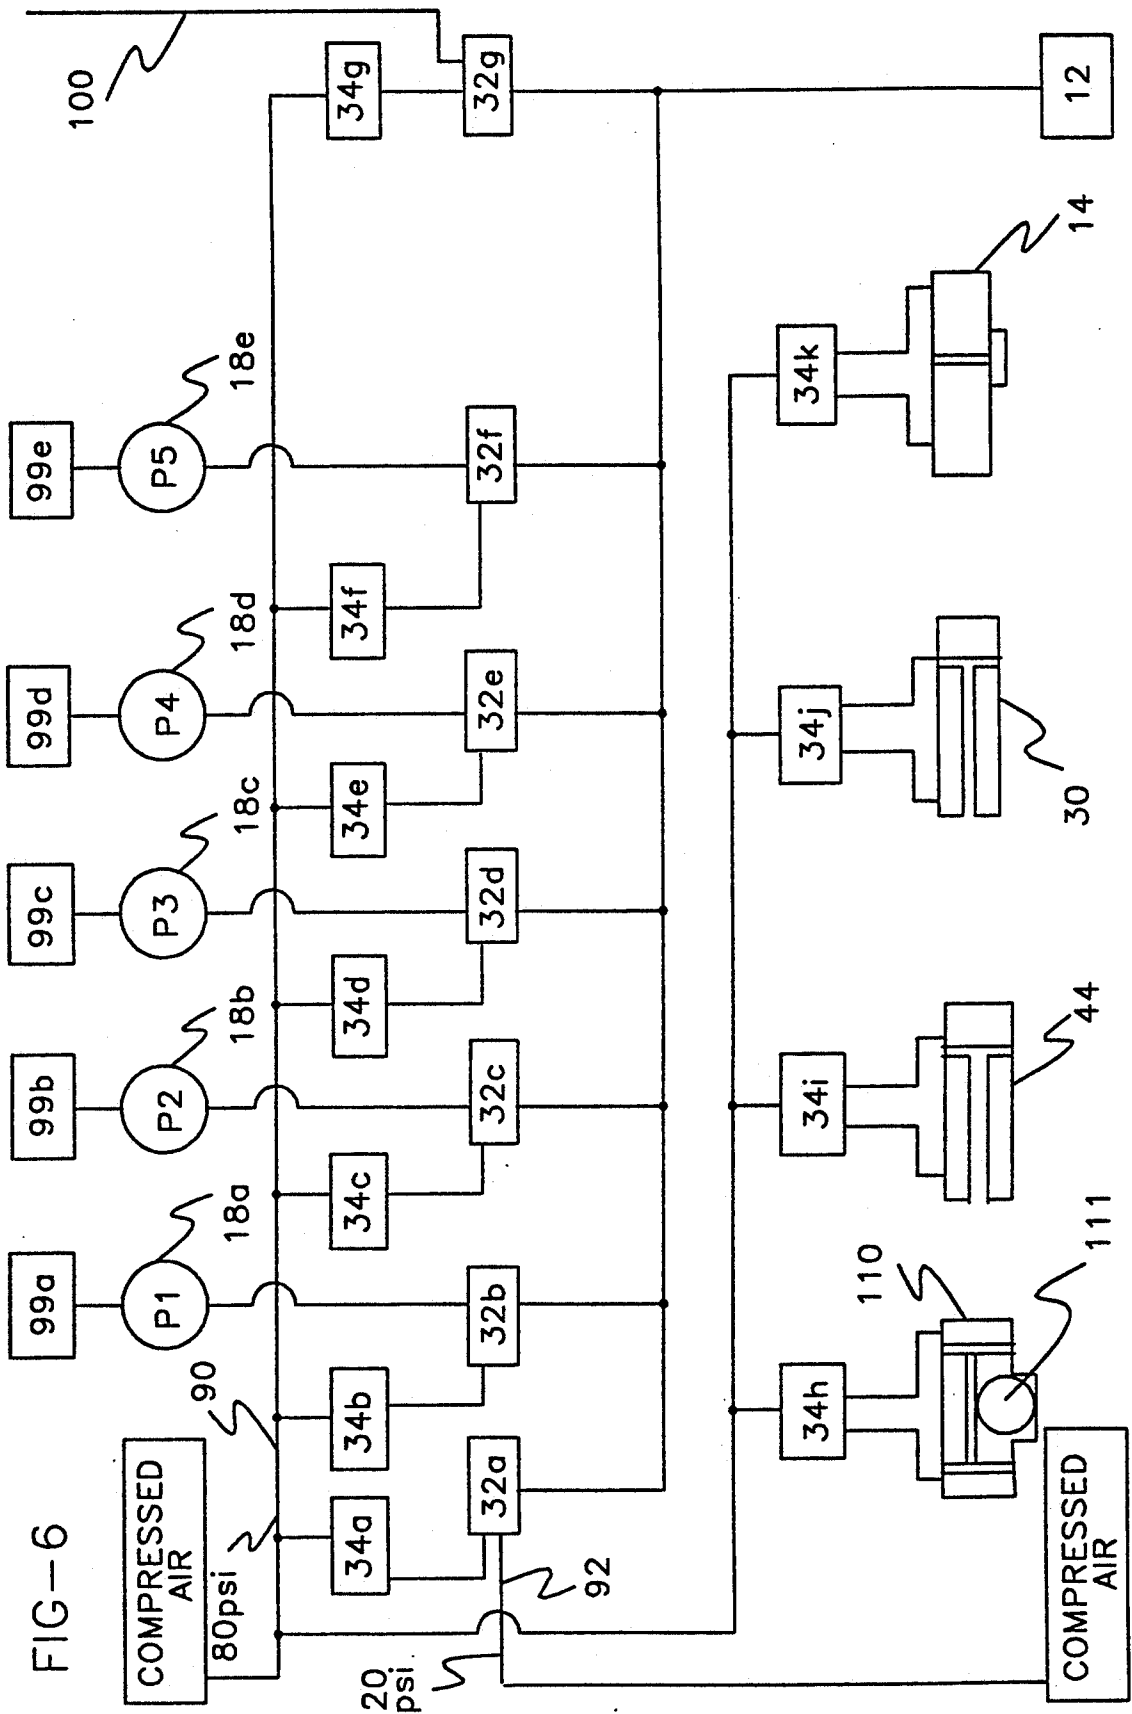 FIG-6
COMPRESSED
AIR
80psi
90
99a
99b
99c
99d
99e
P1
P2
P3
P4
P5
18a
18b
18c
18d
18e
100
34a
34b
34c
34d
34e
34f
34g
20
psi
92
32a
32b
32c
32d
32e
32f
32g
34h
34i
34j
34k
110
111
44
30
14
12
COMPRESSED
AIR